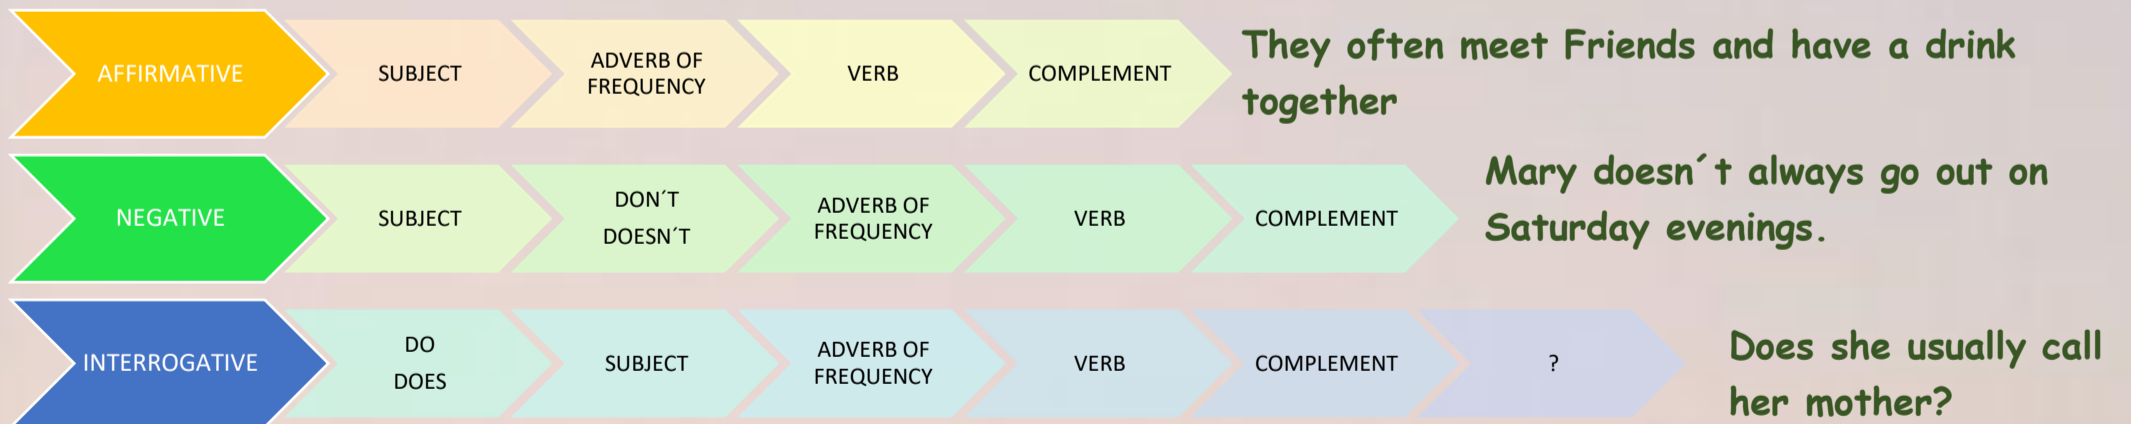 AFFIRMATIVE
SUBJECT
ADVERB OF
FREQUENCY
VERB
COMPLEMENT
They often meet Friends and have a drink
together
NEGATIVE
SUBJECT
DON´T
DOESN´T
ADVERB OF
FREQUENCY
VERB
COMPLEMENT
Mary doesn´t always go out on
Saturday evenings.
INTERROGATIVE
DO
DOES
SUBJECT
ADVERB OF
FREQUENCY
VERB
COMPLEMENT
?
Does she usually call
her mother?